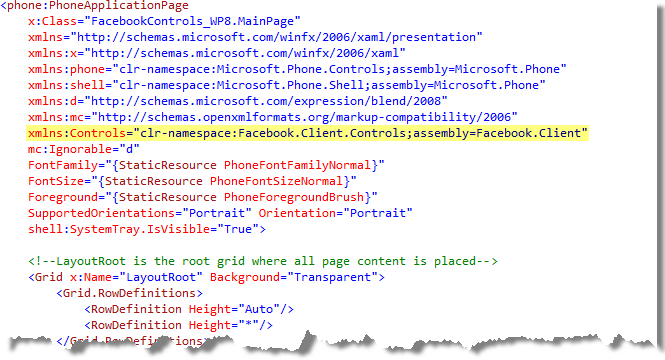 <phone:PhoneApplicationPage
x:Class="FacebookControls_WP8.MainPage"
xmlns="http://schemas.microsoft.com/winfx/2006/xaml/presentation"
xmlns:x="http://schemas.microsoft.com/winfx/2006/xaml"
xmlns:phone="clr-namespace:Microsoft.Phone.Controls;assembly=Microsoft.Phone"
xmlns:shell="clr-namespace:Microsoft.Phone.Shell;assembly=Microsoft.Phone"
xmlns:d="http://schemas.microsoft.com/expression/blend/2008"
xmlns:mc="http://schemas.openxmlformats.org/markup-compatibility/2006"
xmlns:Controls="clr-namespace:Facebook.Client.Controls;assembly=Facebook.Client"
mc:Ignorable="d"
FontFamily="{StaticResource PhoneFontFamilyNormal}"
FontSize="{StaticResource PhoneFontSizeNormal}"
Foreground="{StaticResource PhoneForegroundBrush}"
SupportedOrientations="Portrait" Orientation="Portrait"
shell:SystemTray.IsVisible="True">
<!--LayoutRoot is the root grid where all page content is placed-->
<Grid x:Name="LayoutRoot" Background="Transparent">
<Grid.RowDefinitions>
<RowDefinition Height="Auto"/>
<RowDefinition Height="*"/>
</Grid.RowDefinitions>